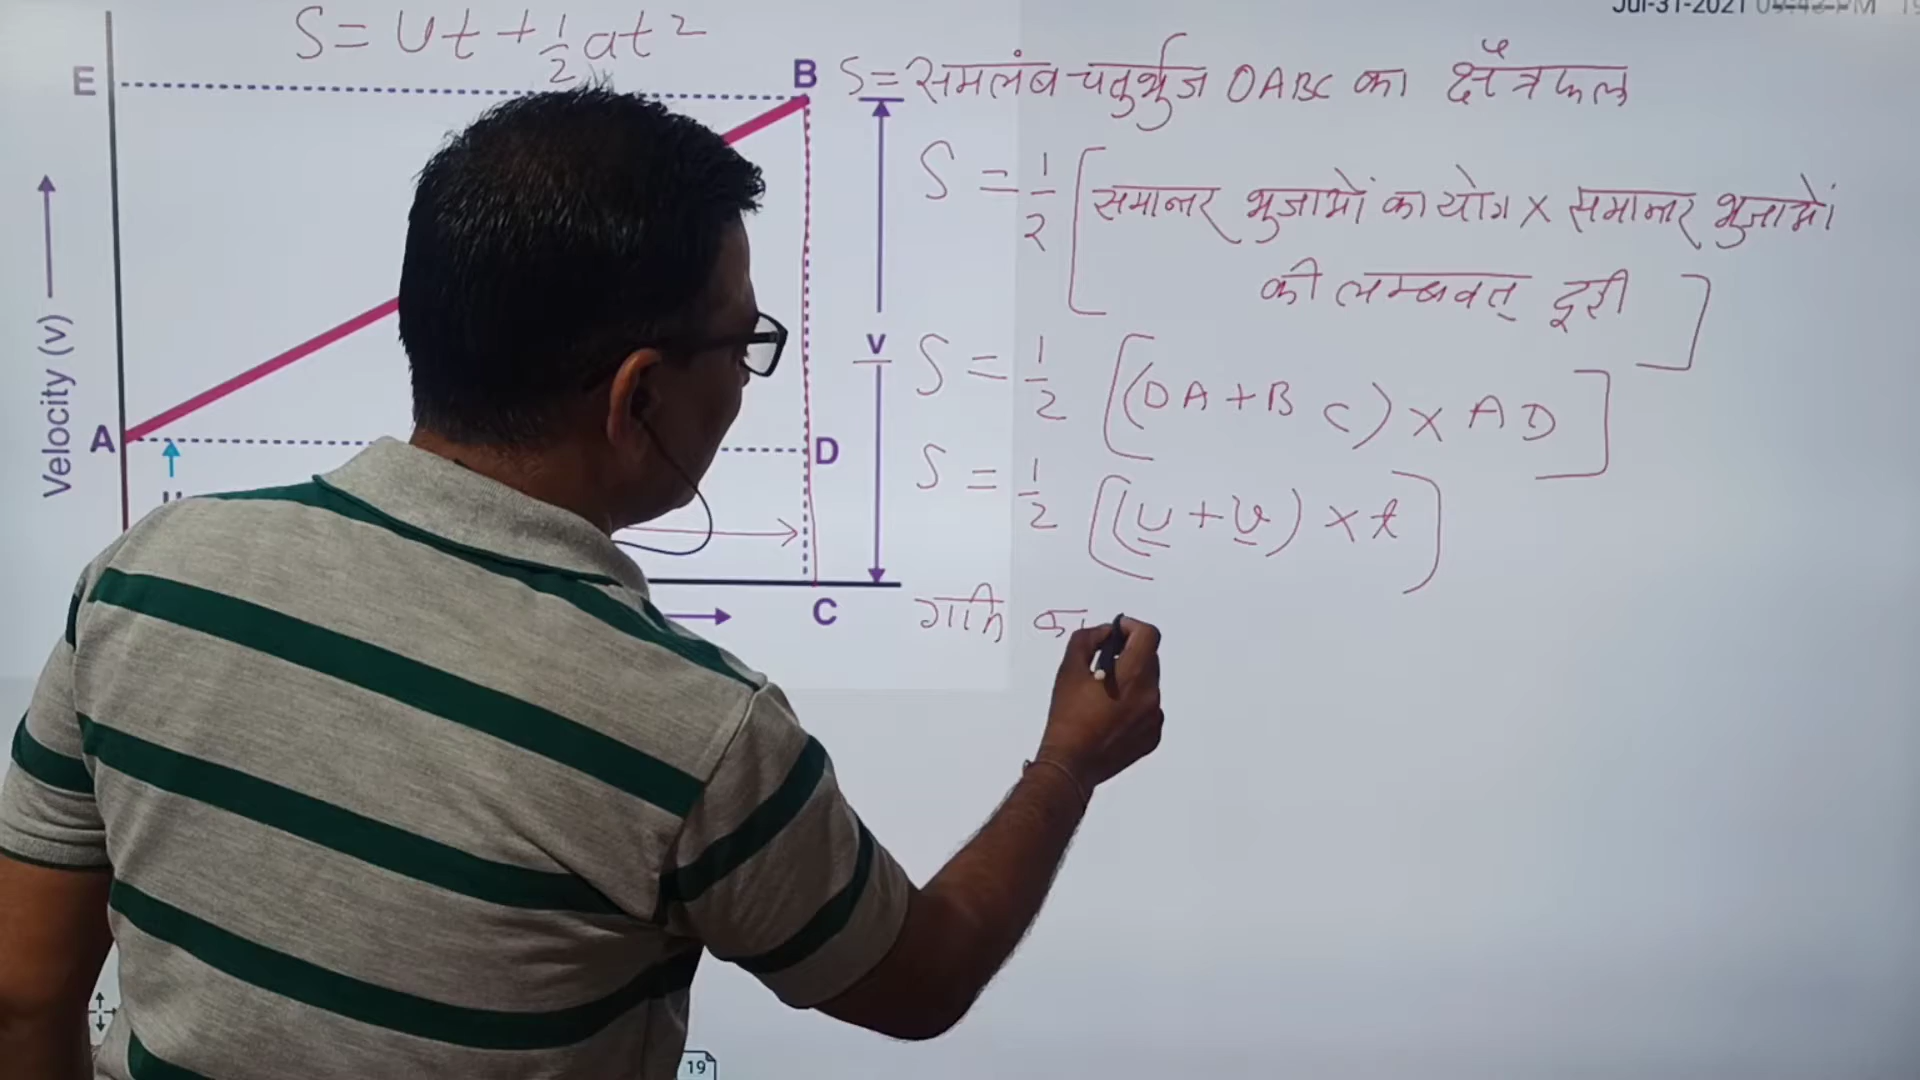 Jul-31-2021
S = Ut + 1/2 at²
E
B
S = समलंब चतुर्भुज OABC का क्षेत्रफल
S = 1/2 [समान्तर भुजाओं का योग × समान्तर भुजाओं
की लम्बवत् दूरी]
v
S = 1/2 [(OA + BC) × AD]
Velocity (v)
A
D
S = 1/2 [(U + v) × t]
C
गति का
19